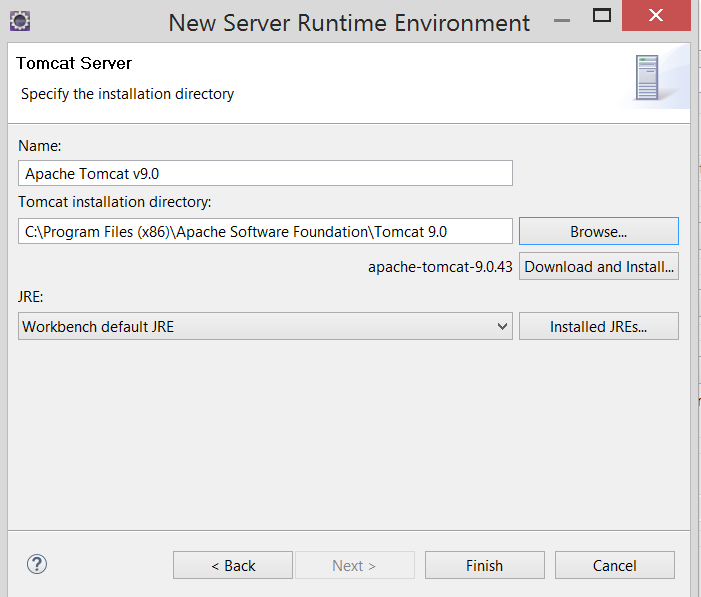 New Server Runtime Environment
Tomcat Server
Specify the installation directory
Name:
Apache Tomcat v9.0
Tomcat installation directory:
C:\Program Files (x86)\Apache Software Foundation\Tomcat 9.0
Browse...
apache-tomcat-9.0.43
Download and Install...
JRE:
Workbench default JRE
Installed JREs...
?
< Back
Next >
Finish
Cancel